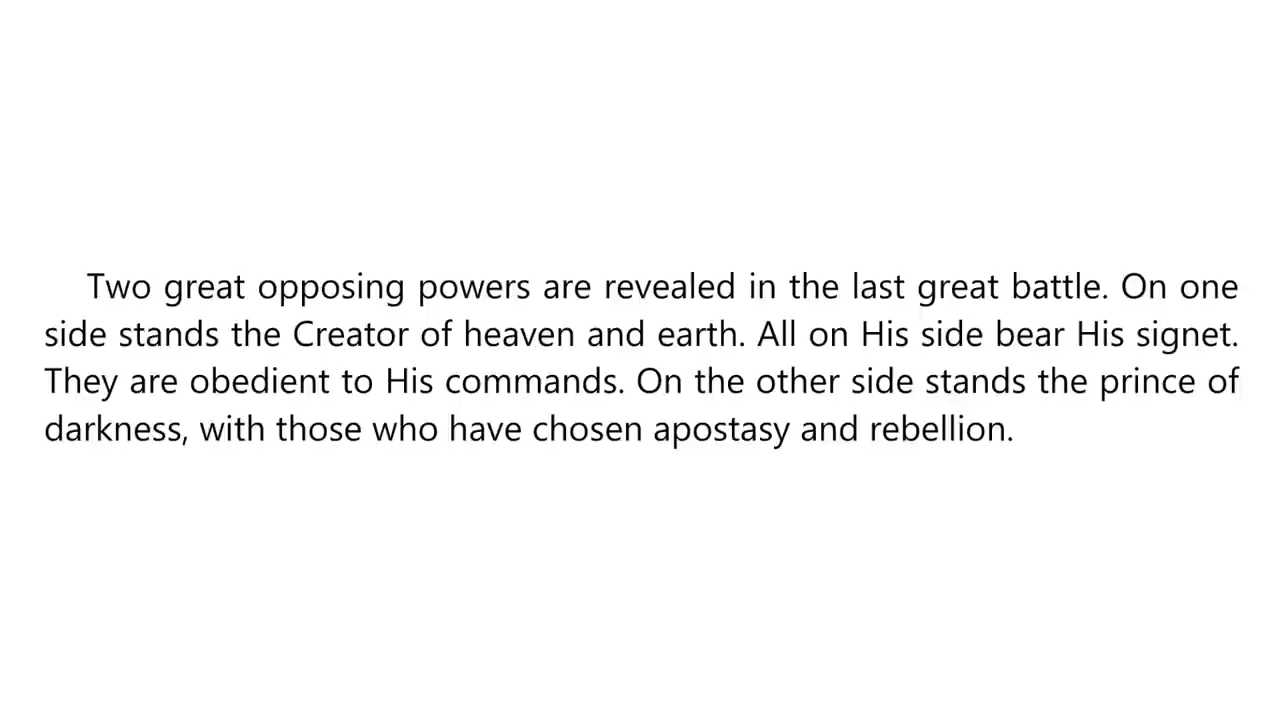 Two great opposing powers are revealed in the last great battle. On one
side stands the Creator of heaven and earth. All on His side bear His signet.
They are obedient to His commands. On the other side stands the prince of
darkness, with those who have chosen apostasy and rebellion.